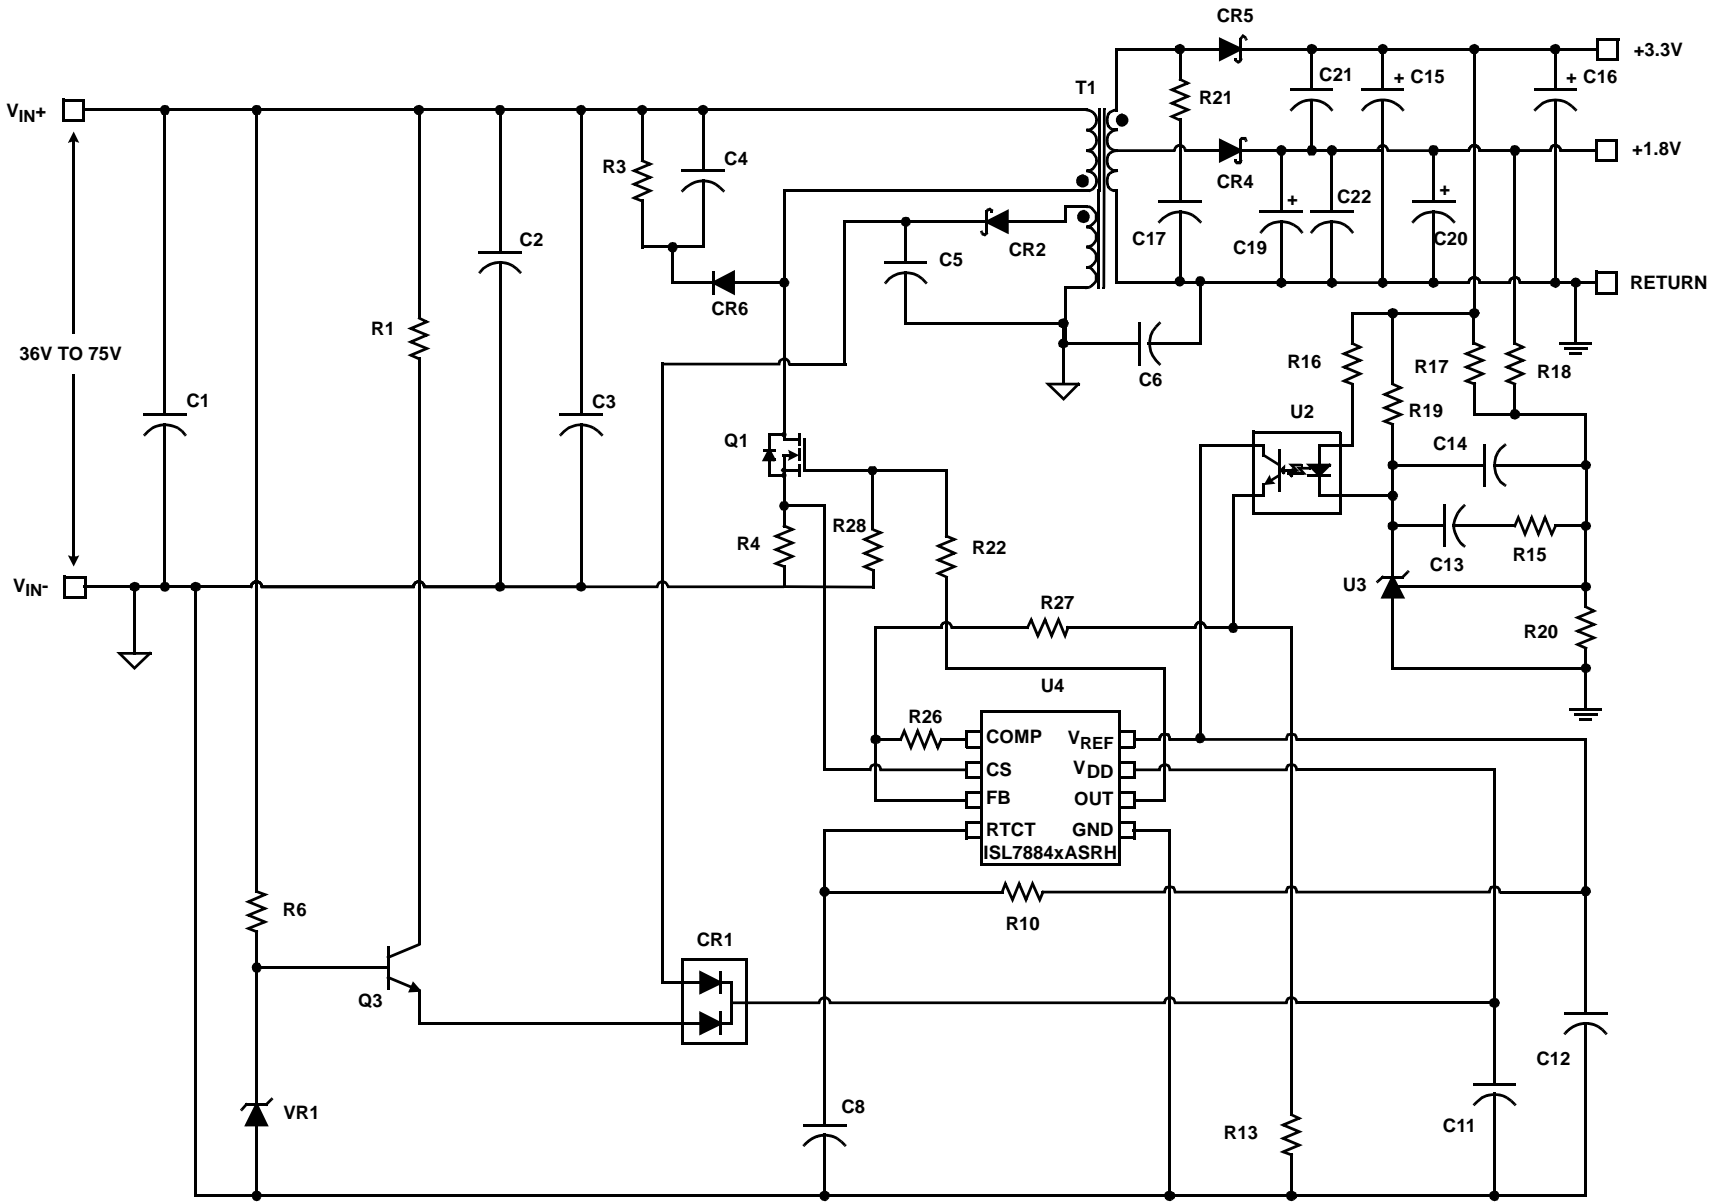 CR5
+3.3V
T1
C21
+ C15
+ C16
R21
VIN+
+1.8V
R3
C4
CR4
+
C22
+
C17
C19
C20
C2
CR2
C5
RETURN
CR6
R1
36V TO 75V
R16
R17
R18
C6
C1
C3
U2
R19
Q1
C14
R28
R4
R22
R15
C13
VIN-
U3
R27
R20
U4
R26
COMP
VREF
CS
VDD
FB
OUT
RTCT
GND
ISL7884xASRH
R6
R10
CR1
Q3
C12
VR1
C8
C11
R13